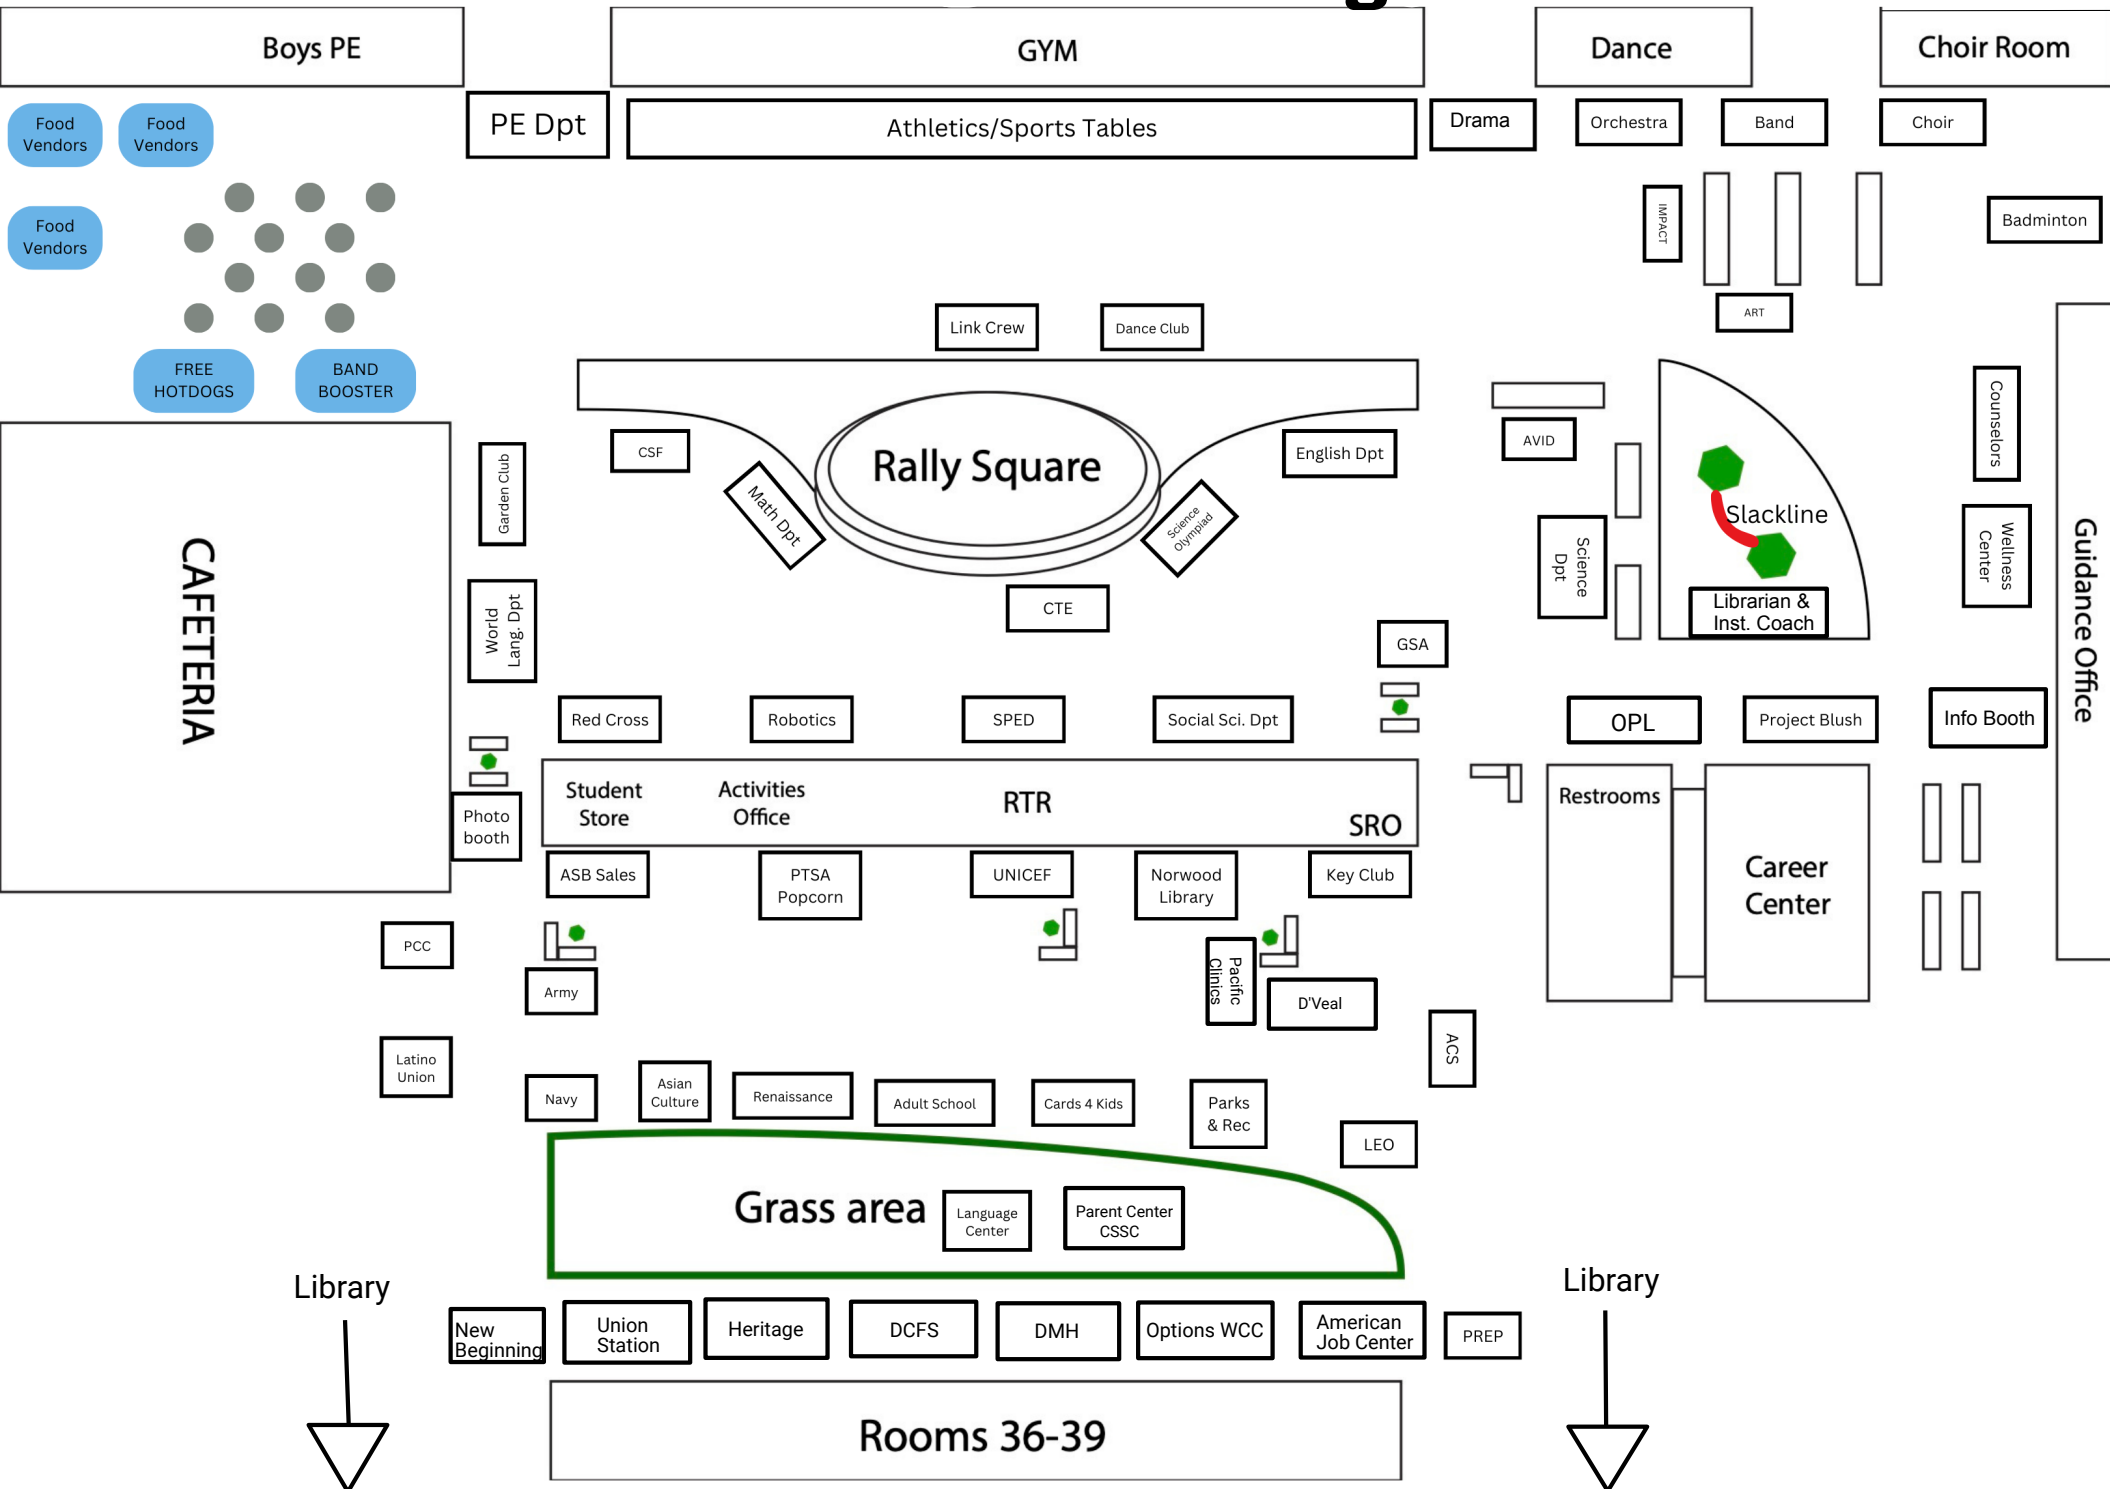 Boys PE
GYM
Dance
Choir Room
Food
Vendors
Food
Vendors
PE Dpt
Athletics/Sports Tables
Drama
Orchestra
Band
Choir
Food
Vendors
IMPACT
Badminton
ART
Link Crew
Dance Club
FREE
HOTDOGS
BAND
BOOSTER
Counselors
CSF
Rally Square
English Dpt
AVID
Garden Club
Math Dpt
Science
Olympiad
Slackline
Science
Dpt
Wellness
Center
CAFETERIA
World
Lang. Dpt
CTE
Librarian &
Inst. Coach
GSA
Guidance Office
Red Cross
Robotics
SPED
Social Sci. Dpt
OPL
Project Blush
Info Booth
Photo
booth
Student
Store
Activities
Office
RTR
SRO
Restrooms
Career
Center
ASB Sales
PTSA
Popcorn
UNICEF
Norwood
Library
Key Club
PCC
Army
Pacific
Clinics
D'Veal
ACS
Latino
Union
Navy
Asian
Culture
Renaissance
Adult School
Cards 4 Kids
Parks
& Rec
LEO
Grass area
Language
Center
Parent Center
CSSC
Library
Library
New
Beginning
Union
Station
Heritage
DCFS
DMH
Options WCC
American
Job Center
PREP
Rooms 36-39